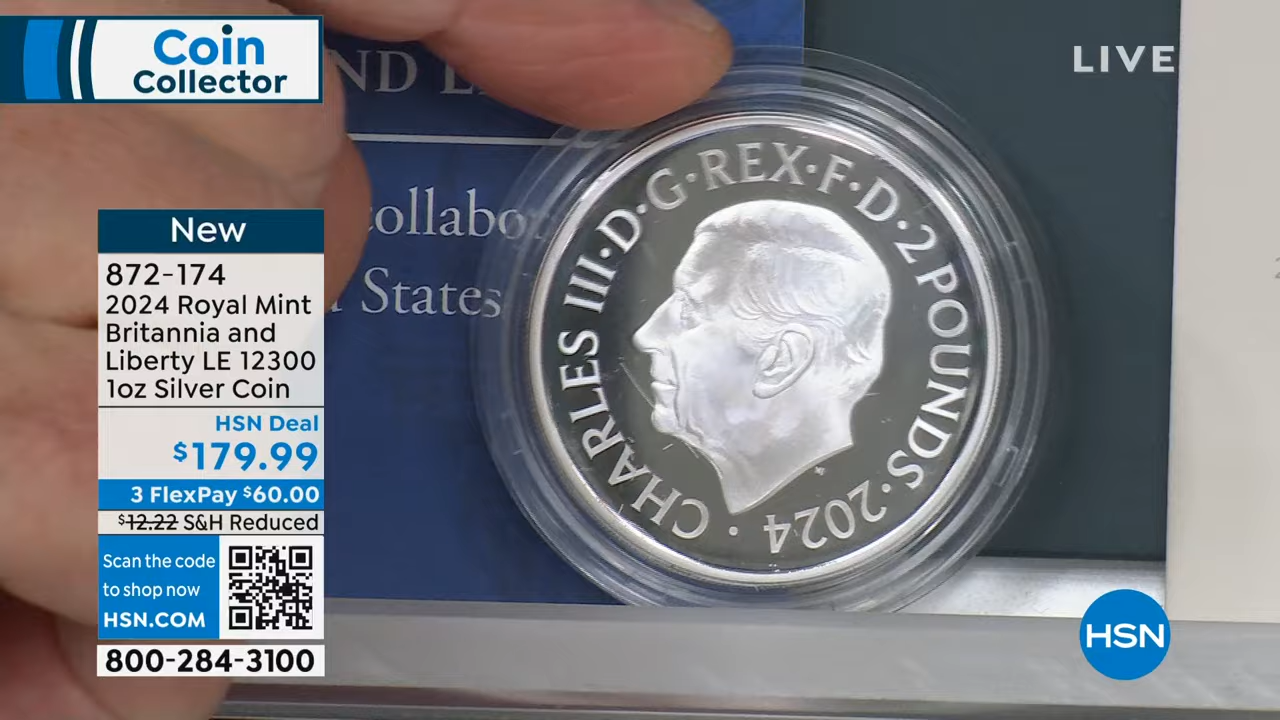 Coin
Collector
LIVE
New
872-174
2024 Royal Mint
Britannia and
Liberty LE 12300
1oz Silver Coin
HSN Deal
$179.99
3 FlexPay $60.00
$12.22 S&H Reduced
Scan the code
to shop now
HSN.COM
800-284-3100
ND L
collabo
States
CHARLES III·D·G·REX·F·D·2 POUNDS·2024·
HSN